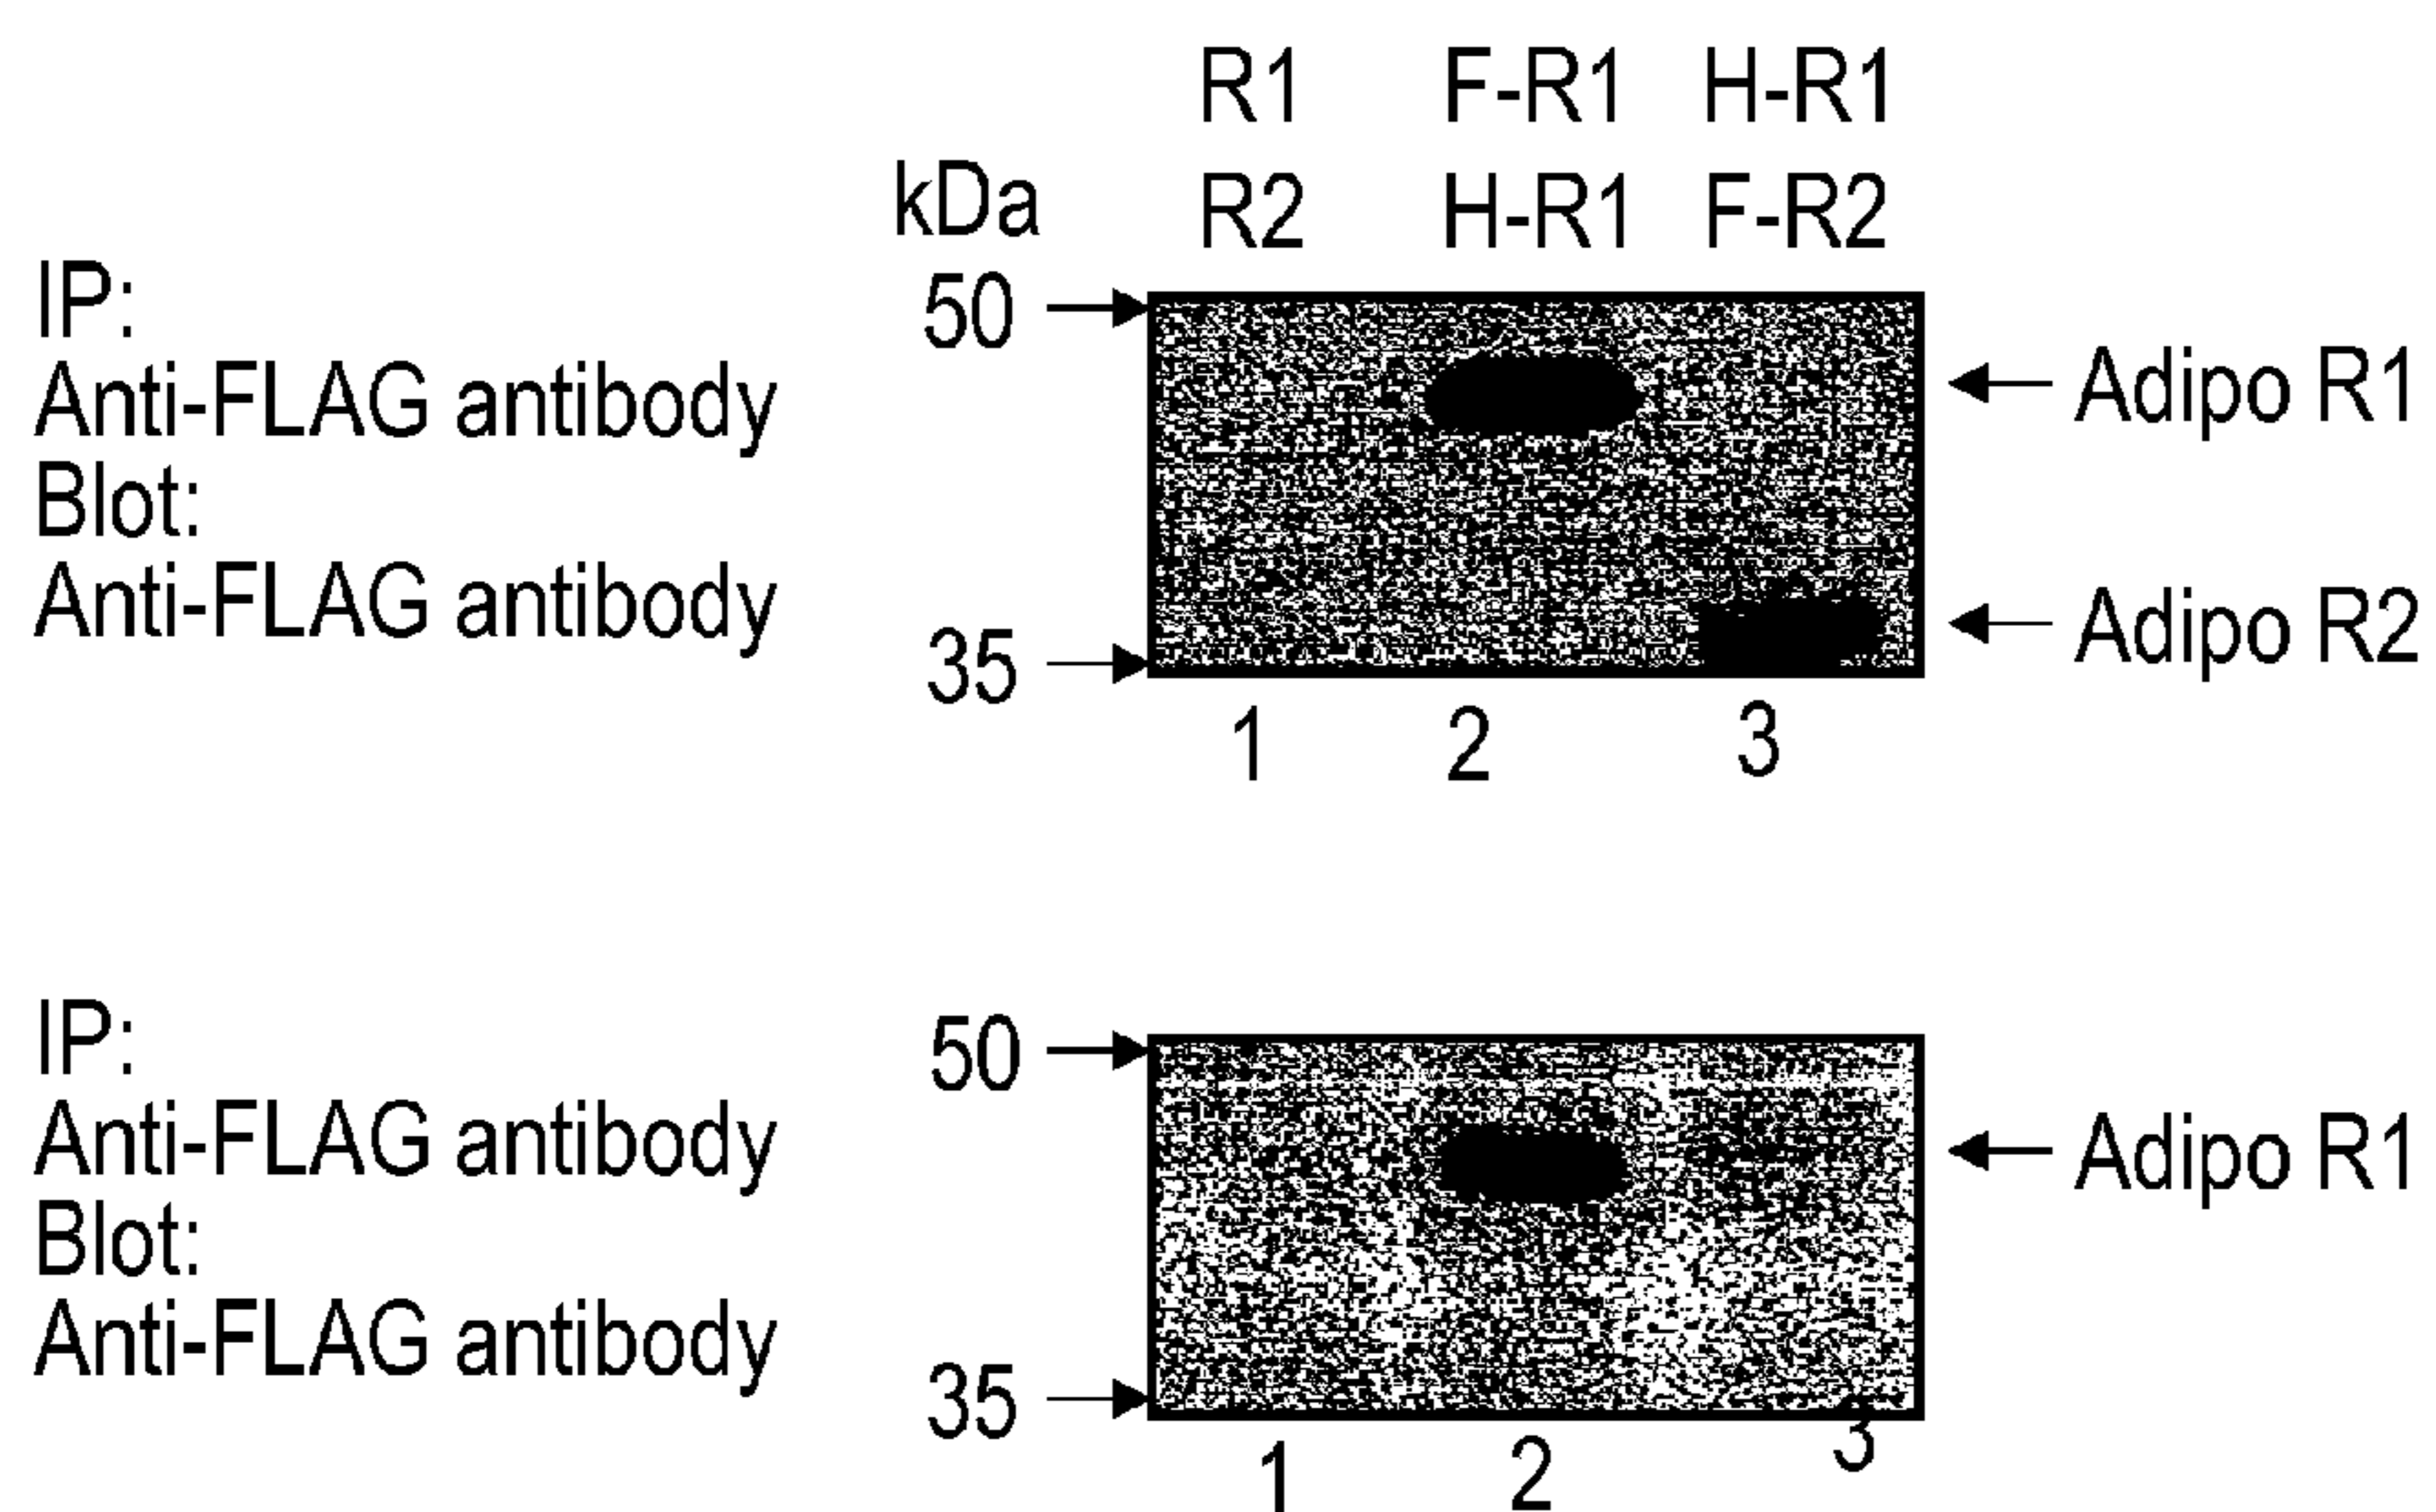 R1 F-R1 H-R1
kDa R2 H-R1 F-R2
IP:
Anti-FLAG antibody
Blot:
Anti-FLAG antibody
50
35
Adipo R1
Adipo R2
1 2 3
IP:
Anti-FLAG antibody
Blot:
Anti-FLAG antibody
50
35
Adipo R1
1 2 3